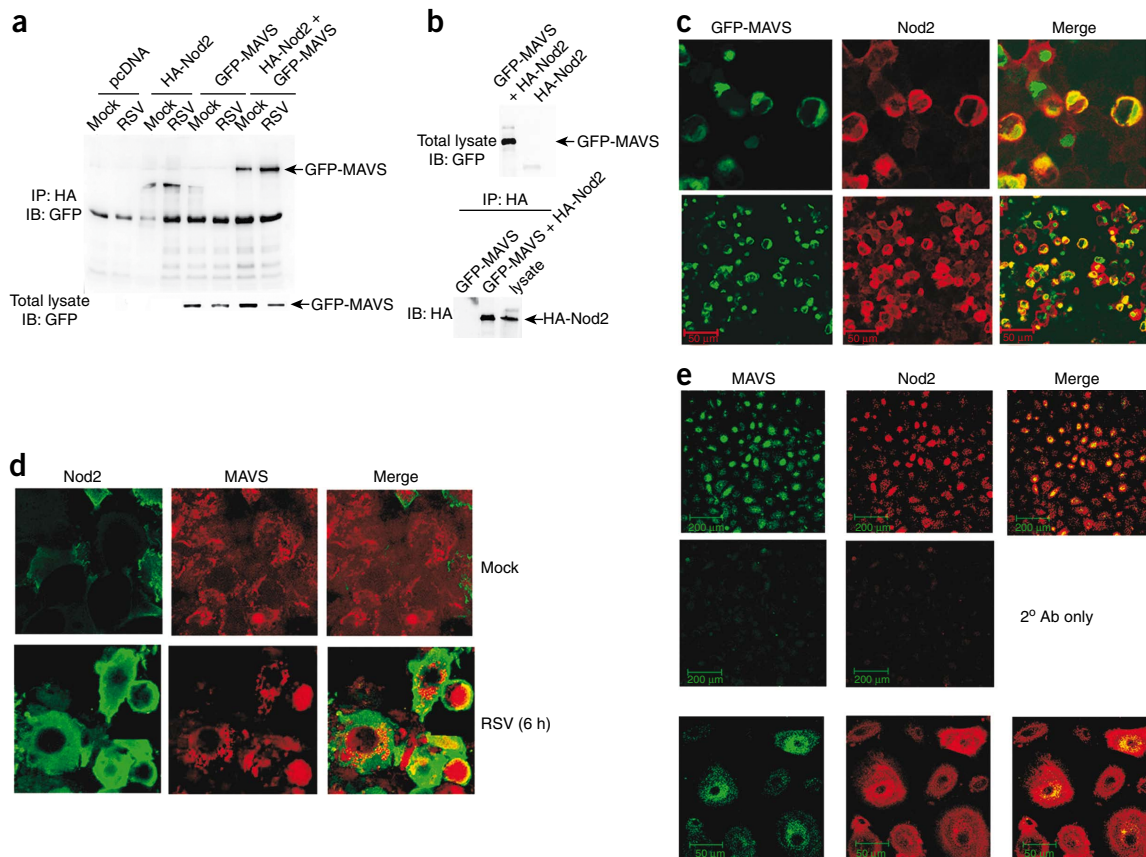 a
pcDNA
HA-Nod2
GFP-MAVS
HA-Nod2 +
GFP-MAVS
Mock
RSV
Mock
RSV
Mock
RSV
Mock
RSV
GFP-MAVS
IP: HA
IB: GFP
Total lysate
IB: GFP
GFP-MAVS
b
GFP-MAVS
+ HA-Nod2
HA-Nod2
Total lysate
IB: GFP
GFP-MAVS
IP: HA
GFP-MAVS
GFP-MAVS + HA-Nod2
lysate
IB: HA
HA-Nod2
c
GFP-MAVS
Nod2
Merge
50 µm
50 µm
50 µm
d
Nod2
MAVS
Merge
Mock
RSV (6 h)
e
MAVS
Nod2
Merge
200 µm
200 µm
200 µm
200 µm
200 µm
2o Ab only
50 µm
50 µm
50 µm